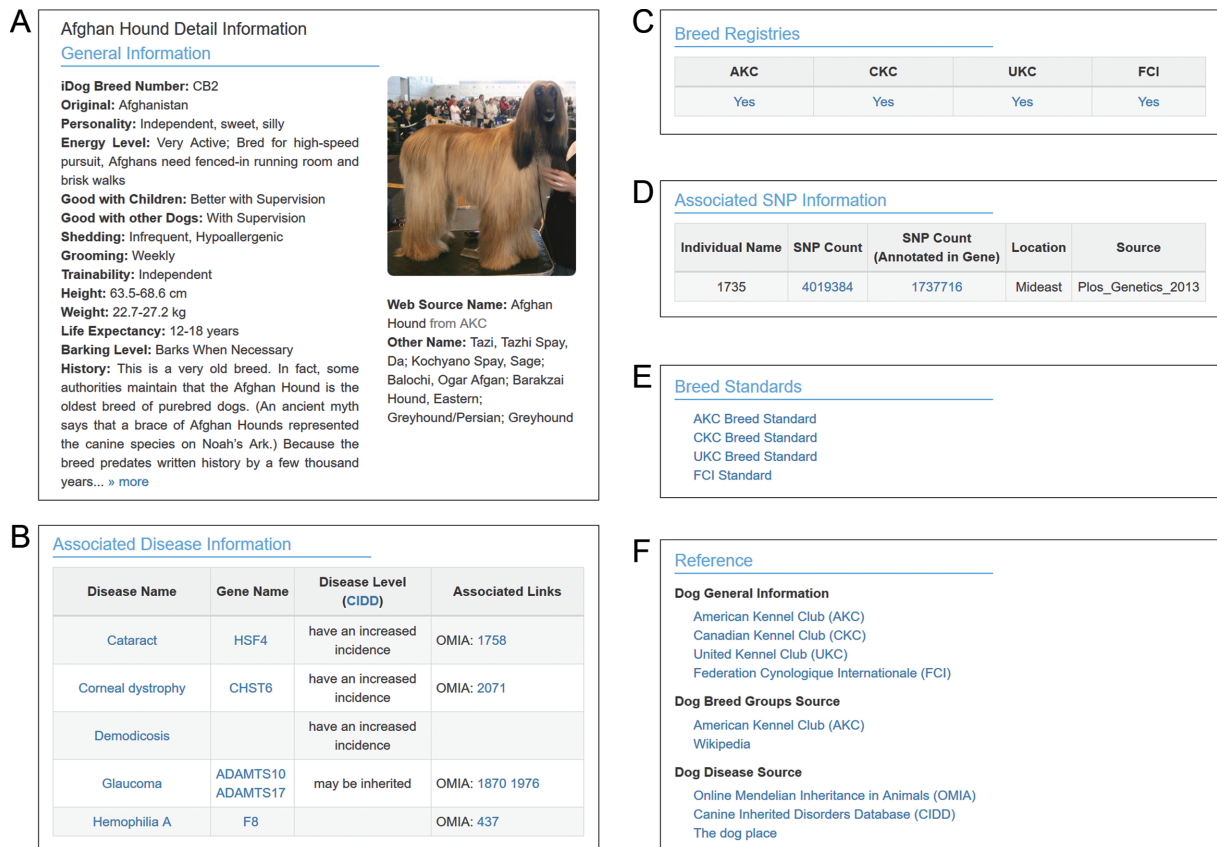 A
Afghan Hound Detail Information
General Information
iDog Breed Number: CB2
Original: Afghanistan
Personality: Independent, sweet, silly
Energy Level: Very Active; Bred for high-speed
pursuit, Afghans need fenced-in running room and
brisk walks
Good with Children: Better with Supervision
Good with other Dogs: With Supervision
Shedding: Infrequent, Hypoallergenic
Grooming: Weekly
Trainability: Independent
Height: 63.5-68.6 cm
Weight: 22.7-27.2 kg
Life Expectancy: 12-18 years
Barking Level: Barks When Necessary
History: This is a very old breed. In fact, some
authorities maintain that the Afghan Hound is the
oldest breed of purebred dogs. (An ancient myth
says that a brace of Afghan Hounds represented
the canine species on Noah's Ark.) Because the
breed predates written history by a few thousand
years... » more
Web Source Name: Afghan
Hound from AKC
Other Name: Tazi, Tazhi Spay,
Da; Kochyano Spay, Sage;
Balochi, Ogar Afgan; Barakzai
Hound, Eastern;
Greyhound/Persian; Greyhound
B
Associated Disease Information
Disease Name Gene Name Disease Level (CIDD) Associated Links
Cataract HSF4 have an increased incidence OMIA: 1758
Corneal dystrophy CHST6 have an increased incidence OMIA: 2071
Demodicosis have an increased incidence
Glaucoma ADAMTS10 ADAMTS17 may be inherited OMIA: 1870 1976
Hemophilia A F8 OMIA: 437
C
Breed Registries
AKC CKC UKC FCI
Yes Yes Yes Yes
D
Associated SNP Information
Individual Name SNP Count SNP Count (Annotated in Gene) Location Source
1735 4019384 1737716 Mideast Plos_Genetics_2013
E
Breed Standards
AKC Breed Standard
CKC Breed Standard
UKC Breed Standard
FCI Standard
F
Reference
Dog General Information
American Kennel Club (AKC)
Canadian Kennel Club (CKC)
United Kennel Club (UKC)
Federation Cynologique Internationale (FCI)
Dog Breed Groups Source
American Kennel Club (AKC)
Wikipedia
Dog Disease Source
Online Mendelian Inheritance in Animals (OMIA)
Canine Inherited Disorders Database (CIDD)
The dog place